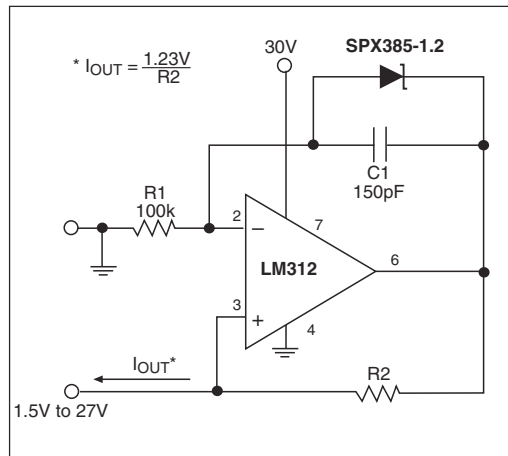 SPX385-1.2
30V
* IOUT = 1.23V
R2
C1
150pF
R1
100k
2
−
7
LM312
6
3
+
4
IOUT*
R2
1.5V to 27V